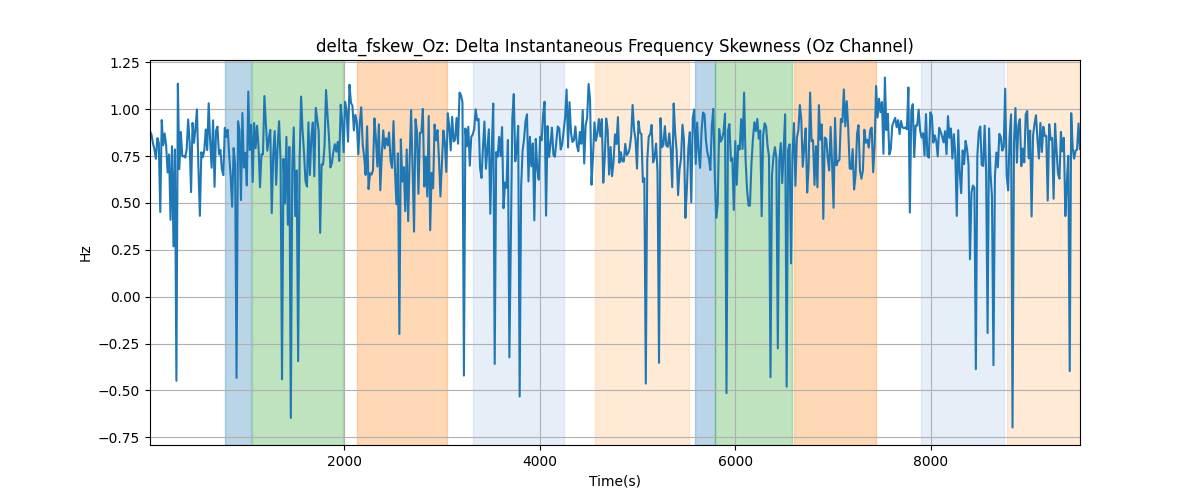 delta_fskew_Oz: Delta Instantaneous Frequency Skewness (Oz Channel)
1.25
1.00
0.75
0.50
0.25
0.00
−0.25
−0.50
−0.75
Hz
2000 4000 6000 8000
Time(s)